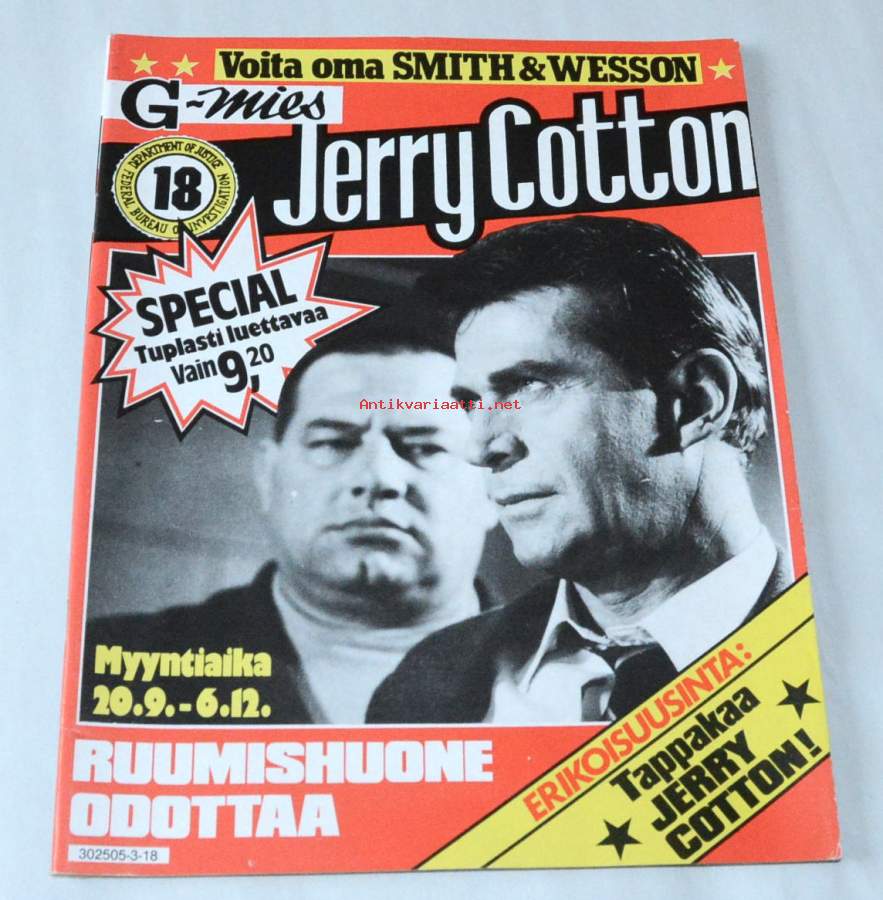 Voita oma SMITH & WESSON
G-mies
Jerry Cotton
DEPARTMENT OF JUSTICE
FEDERAL BUREAU OF INVESTIGATION
18
SPECIAL
Tuplasti luettavaa
Vain 9,20
Antikvariaatti.net
Myyntiaika
20.9.-6.12.
RUUMISHUONE
ODOTTAA
ERIKOISUUSINTA:
Tappakaa
JERRY
COTTON!
302505-3-18